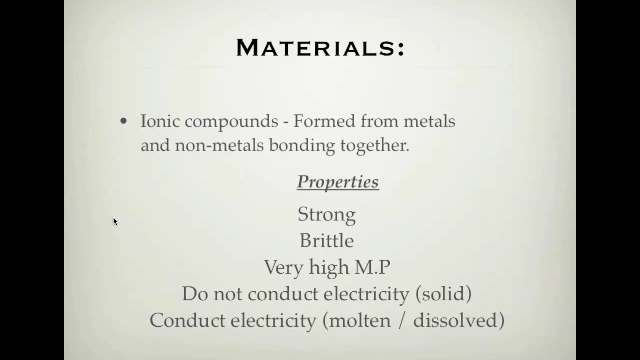 MATERIALS:
• Ionic compounds - Formed from metals
and non-metals bonding together.
Properties
Strong
Brittle
Very high M.P
Do not conduct electricity (solid)
Conduct electricity (molten / dissolved)